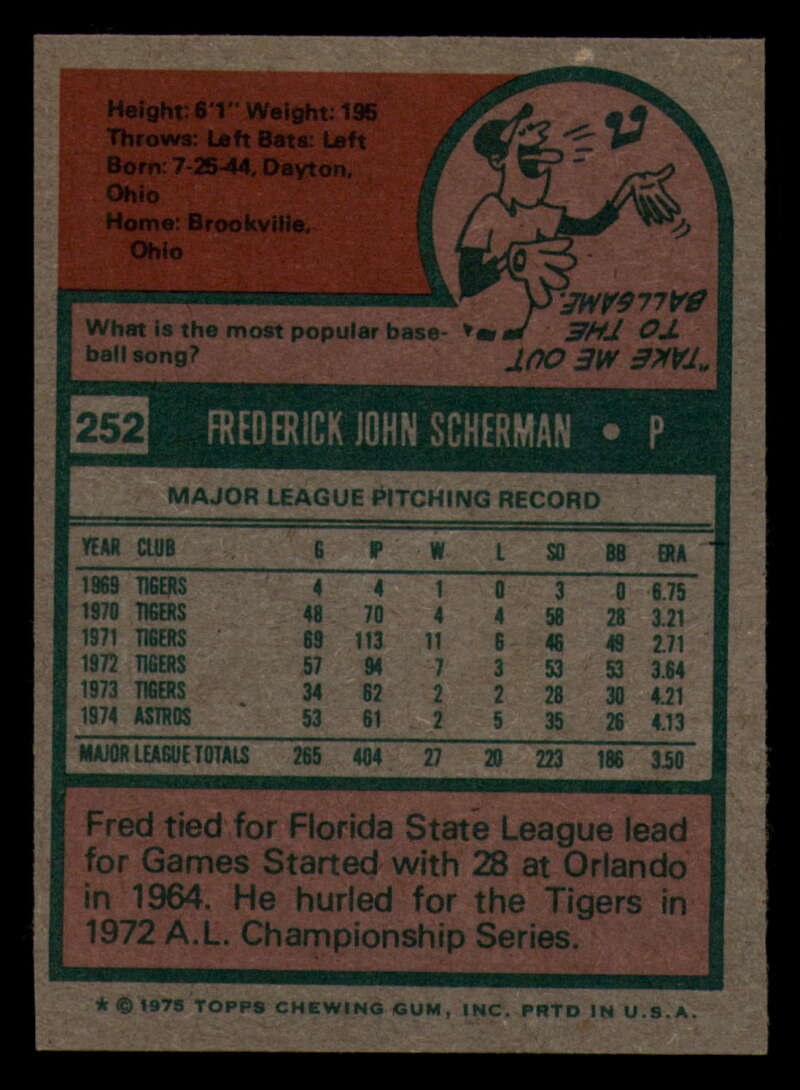 Height: 6'1" Weight: 195
Throws: Left Bats: Left
Born: 7-25-44, Dayton,
Ohio
Home: Brookville,
Ohio
What is the most popular base-
ball song?
"TAKE ME OUT
TO THE
BALLGAME."
252 FREDERICK JOHN SCHERMAN • P
MAJOR LEAGUE PITCHING RECORD
YEAR CLUB G IP W L SO BB ERA
1969 TIGERS 4 4 1 0 3 0 6.75
1970 TIGERS 48 70 4 4 58 28 3.21
1971 TIGERS 69 113 11 6 46 49 2.71
1972 TIGERS 57 94 7 3 53 53 3.64
1973 TIGERS 34 62 2 2 28 30 4.21
1974 ASTROS 53 61 2 5 35 26 4.13
MAJOR LEAGUE TOTALS 265 404 27 20 223 186 3.50
Fred tied for Florida State League lead
for Games Started with 28 at Orlando
in 1964. He hurled for the Tigers in
1972 A.L. Championship Series.
* © 1975 TOPPS CHEWING GUM, INC. PRTD IN U.S.A.